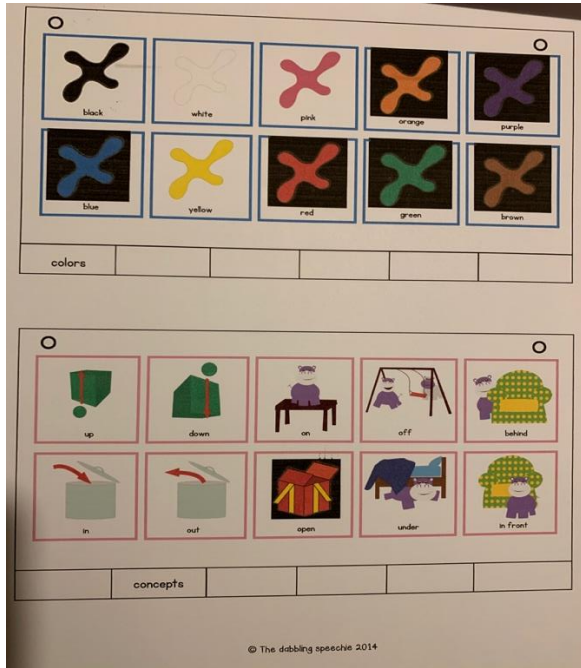 black white pink orange purple
blue yellow red green brown
colors
up down on off behind
in out open under in front
concepts
© The dabbling speechie 2014